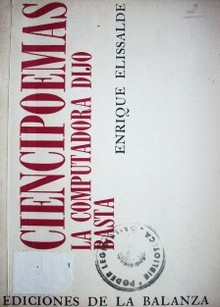 CIENCIPOEMAS
LA COMPUTADORA DIJO
BASTA
ENRIQUE ELISSALDE
EDICIONES DE LA BALANZA